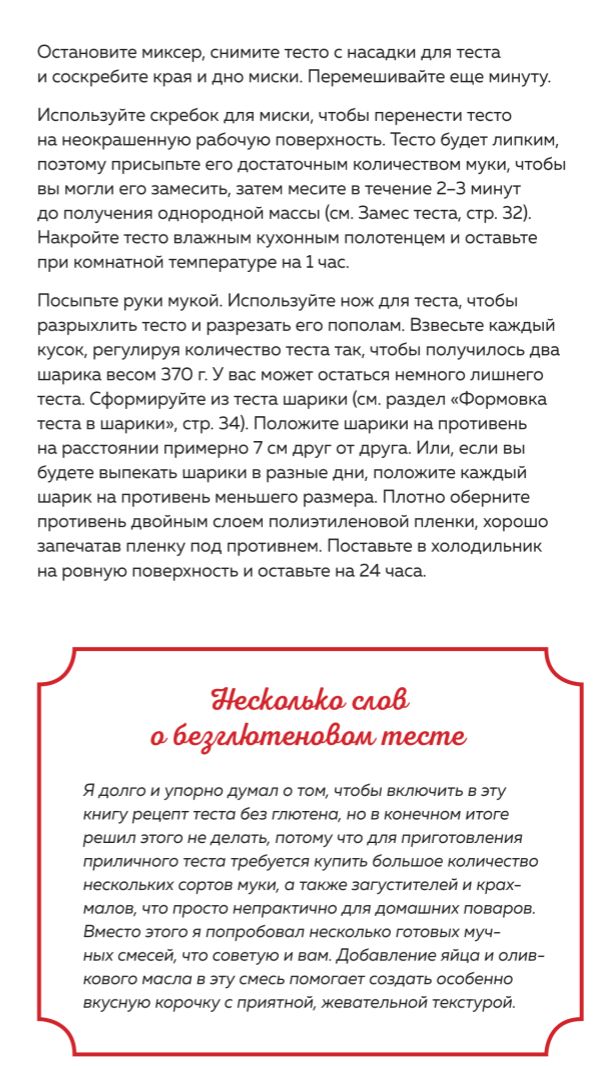 Остановите миксер, снимите тесто с насадки для теста
и соскребите края и дно миски. Перемешивайте еще минуту.
Используйте скребок для миски, чтобы перенести тесто
на неокрашенную рабочую поверхность. Тесто будет липким,
поэтому присыпьте его достаточным количеством муки, чтобы
вы могли его замесить, затем месите в течение 2–3 минут
до получения однородной массы (см. Замес теста, стр. 32).
Накройте тесто влажным кухонным полотенцем и оставьте
при комнатной температуре на 1 час.
Посыпьте руки мукой. Используйте нож для теста, чтобы
разрыхлить тесто и разрезать его пополам. Взвесьте каждый
кусок, регулируя количество теста так, чтобы получилось два
шарика весом 370 г. У вас может остаться немного лишнего
теста. Сформируйте из теста шарики (см. раздел «Формовка
теста в шарики», стр. 34). Положите шарики на противень
на расстоянии примерно 7 см друг от друга. Или, если вы
будете выпекать шарики в разные дни, положите каждый
шарик на противень меньшего размера. Плотно оберните
противень двойным слоем полиэтиленовой пленки, хорошо
запечатав пленку под противнем. Поставьте в холодильник
на ровную поверхность и оставьте на 24 часа.
Несколько слов
о безглютеновом тесте
Я долго и упорно думал о том, чтобы включить в эту
книгу рецепт теста без глютена, но в конечном итоге
решил этого не делать, потому что для приготовления
приличного теста требуется купить большое количество
нескольких сортов муки, а также загустителей и крах-
малов, что просто непрактично для домашних поваров.
Вместо этого я попробовал несколько готовых муч-
ных смесей, что советую и вам. Добавление яйца и олив-
кового масла в эту смесь помогает создать особенно
вкусную корочку с приятной, жевательной текстурой.